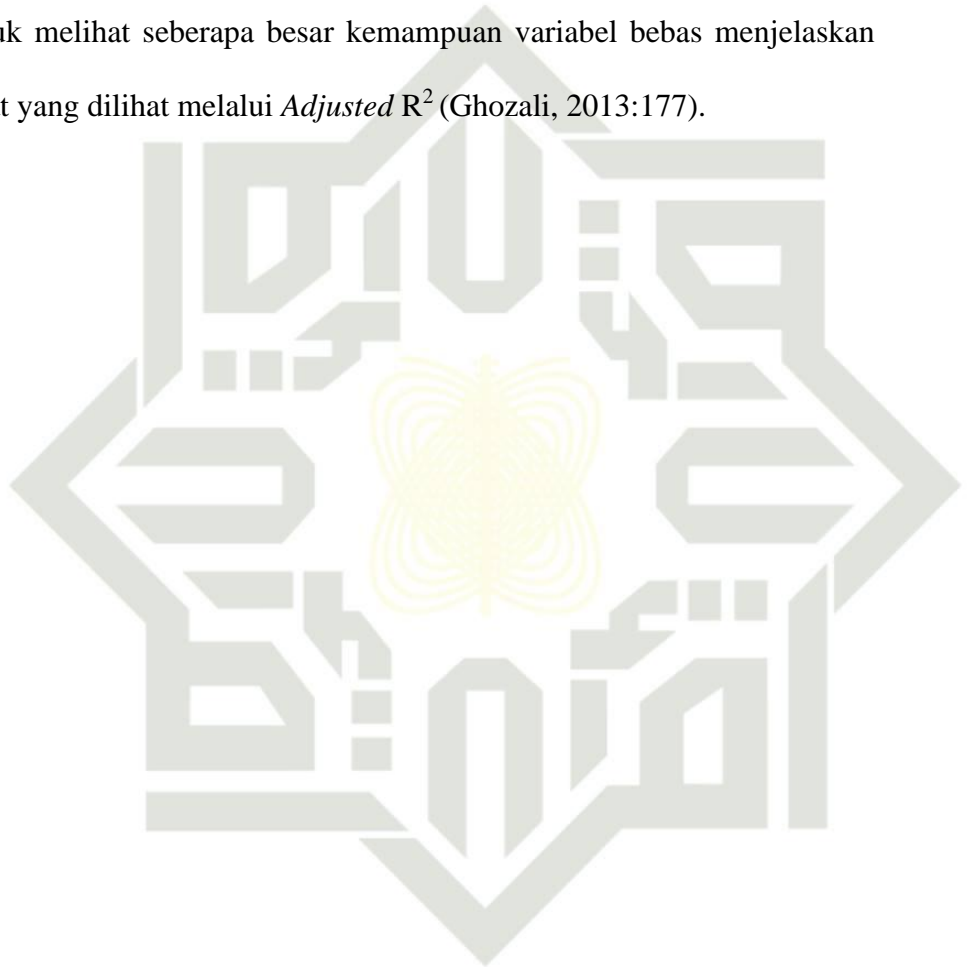 uk melihat seberapa besar kemampuan variabel bebas menjelaskan
t yang dilihat melalui Adjusted R² (Ghozali, 2013:177).